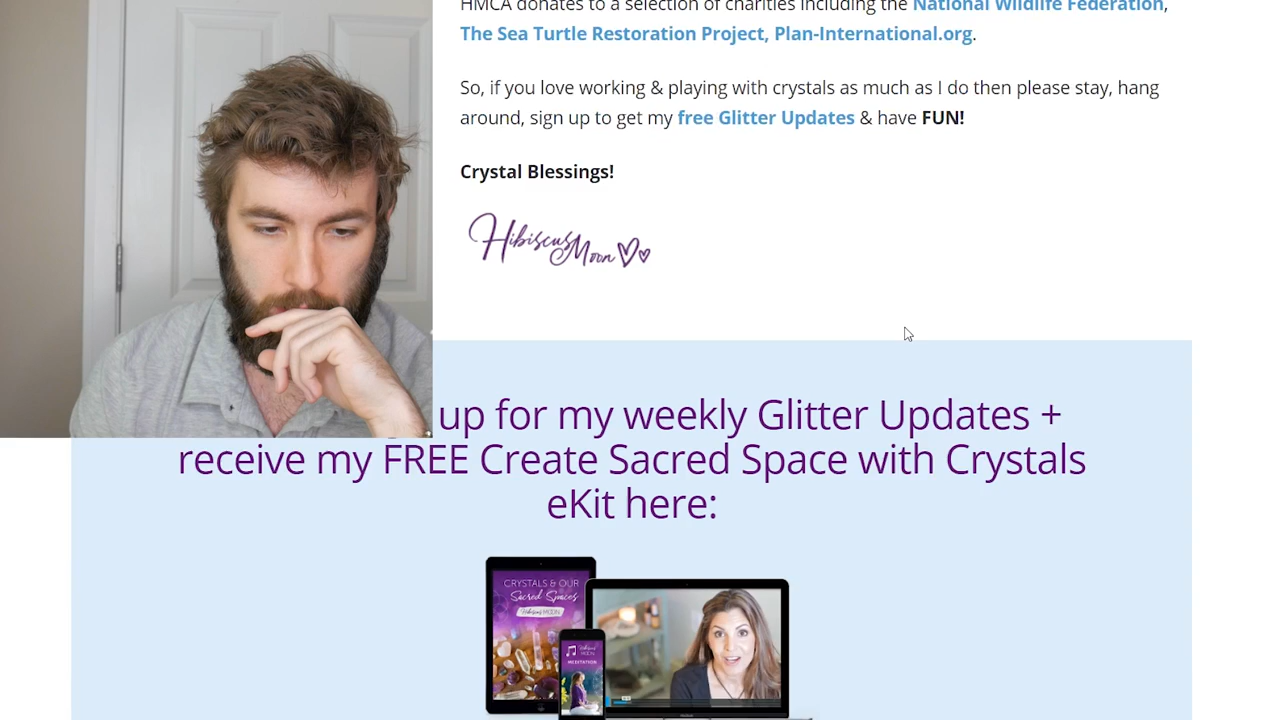 HMCA donates to a selection of charities including the National Wildlife Federation,
The Sea Turtle Restoration Project, Plan-International.org.
So, if you love working & playing with crystals as much as I do then please stay, hang
around, sign up to get my free Glitter Updates & have FUN!
Crystal Blessings!
Hibiscus Moon
up for my weekly Glitter Updates +
receive my FREE Create Sacred Space with Crystals
eKit here:
CRYSTALS & OUR
Sacred Spaces
Hibiscus MOON
MEDITATION